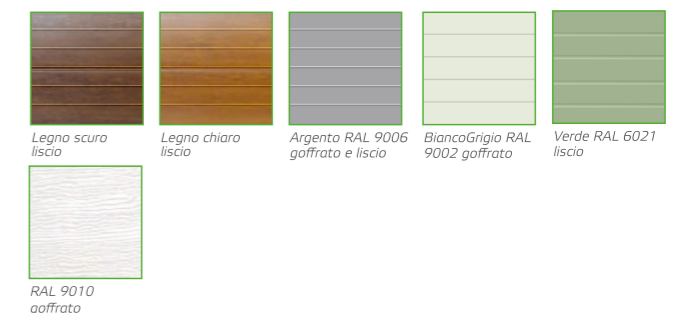 Legno scuro
liscio
Legno chiaro
liscio
Argento RAL 9006
goffrato e liscio
BiancoGrigio RAL
9002 goffrato
Verde RAL 6021
liscio
RAL 9010
goffrato